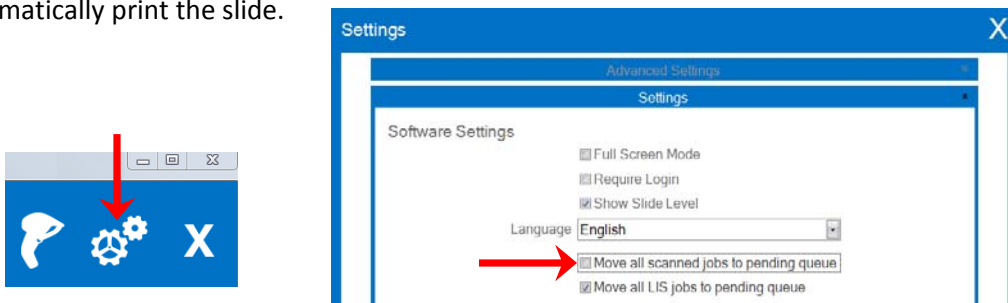 matically print the slide.
Settings
X
Advanced Settings
Settings
Software Settings
Full Screen Mode
Require Login
Show Slide Level
Language English
Move all scanned jobs to pending queue
Move all LIS jobs to pending queue
X